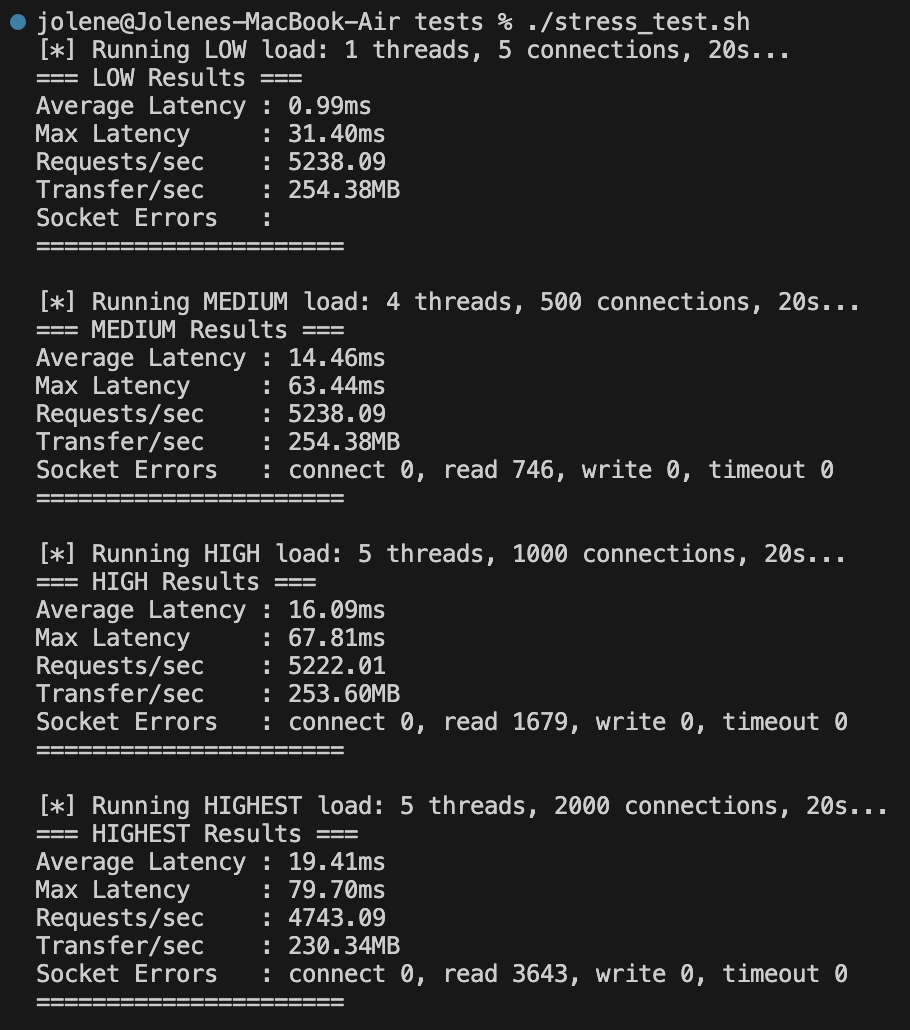 jolene@Jolenes-MacBook-Air tests % ./stress_test.sh
[*] Running LOW load: 1 threads, 5 connections, 20s...
=== LOW Results ===
Average Latency : 0.99ms
Max Latency     : 31.40ms
Requests/sec    : 5238.09
Transfer/sec    : 254.38MB
Socket Errors   :
======================

[*] Running MEDIUM load: 4 threads, 500 connections, 20s...
=== MEDIUM Results ===
Average Latency : 14.46ms
Max Latency     : 63.44ms
Requests/sec    : 5238.09
Transfer/sec    : 254.38MB
Socket Errors   : connect 0, read 746, write 0, timeout 0
======================

[*] Running HIGH load: 5 threads, 1000 connections, 20s...
=== HIGH Results ===
Average Latency : 16.09ms
Max Latency     : 67.81ms
Requests/sec    : 5222.01
Transfer/sec    : 253.60MB
Socket Errors   : connect 0, read 1679, write 0, timeout 0
======================

[*] Running HIGHEST load: 5 threads, 2000 connections, 20s...
=== HIGHEST Results ===
Average Latency : 19.41ms
Max Latency     : 79.70ms
Requests/sec    : 4743.09
Transfer/sec    : 230.34MB
Socket Errors   : connect 0, read 3643, write 0, timeout 0
======================